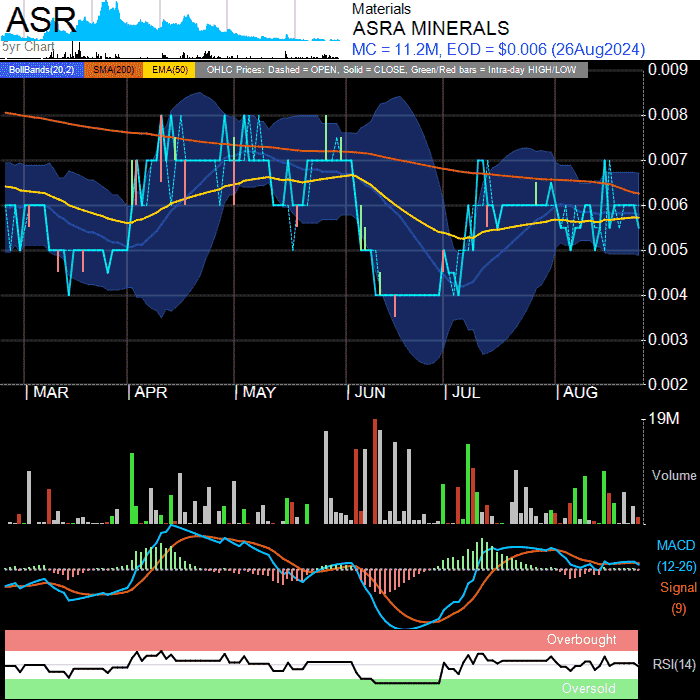 ASR
5yr Chart
Materials
ASRA MINERALS
MC = 11.2M, EOD = $0.006 (26Aug2024)
BollBands(20,2) SMA(200) EMA(50) OHLC Prices: Dashed = OPEN, Solid = CLOSE, Green/Red bars = Intra-day HIGH/LOW
0.009
0.008
0.007
0.006
0.005
0.004
0.003
0.002
MAR APR MAY JUN JUL AUG
19M
Volume
MACD
(12-26)
Signal
(9)
Overbought
RSI(14)
Oversold